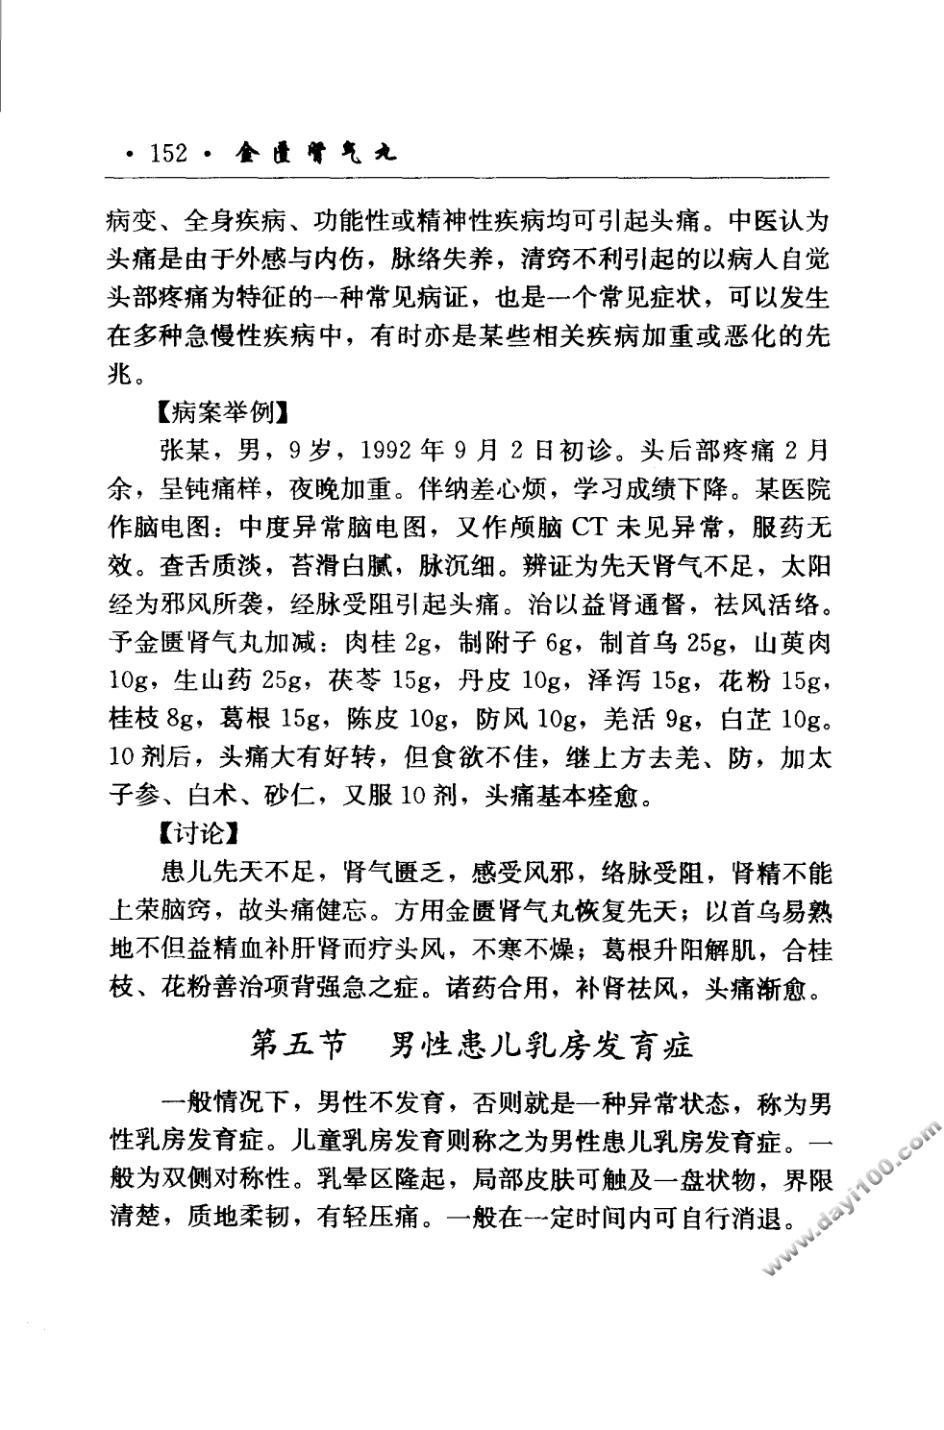 · 152 · 金匮肾气丸
病变、全身疾病、功能性或精神性疾病均可引起头痛。中医认为
头痛是由于外感与内伤，脉络失养，清窍不利引起的以病人自觉
头部疼痛为特征的一种常见病证，也是一个常见症状，可以发生
在多种急慢性疾病中，有时亦是某些相关疾病加重或恶化的先
兆。
【病案举例】
张某，男，9岁，1992年9月2日初诊。头后部疼痛2月
余，呈钝痛样，夜晚加重。伴纳差心烦，学习成绩下降。某医院
作脑电图：中度异常脑电图，又作颅脑CT未见异常，服药无
效。查舌质淡，苔滑白腻，脉沉细。辨证为先天肾气不足，太阳
经为邪风所袭，经脉受阻引起头痛。治以益肾通督，祛风活络。
予金匮肾气丸加减：肉桂2g，制附子6g，制首乌25g，山萸肉
10g，生山药25g，茯苓15g，丹皮10g，泽泻15g，花粉15g，
桂枝8g，葛根15g，陈皮10g，防风10g，羌活9g，白芷10g。
10剂后，头痛大有好转，但食欲不佳，继上方去羌、防，加太
子参、白术、砂仁，又服10剂，头痛基本痊愈。
【讨论】
患儿先天不足，肾气匮乏，感受风邪，络脉受阻，肾精不能
上荣脑窍，故头痛健忘。方用金匮肾气丸恢复先天；以首乌易熟
地不但益精血补肝肾而疗头风，不寒不燥；葛根升阳解肌，合桂
枝、花粉善治项背强急之症。诸药合用，补肾祛风，头痛渐愈。
第五节 男性患儿乳房发育症
一般情况下，男性不发育，否则就是一种异常状态，称为男
性乳房发育症。儿童乳房发育则称之为男性患儿乳房发育症。一
般为双侧对称性。乳晕区隆起，局部皮肤可触及一盘状物，界限
清楚，质地柔韧，有轻压痛。一般在一定时间内可自行消退。
www.dayi100.com